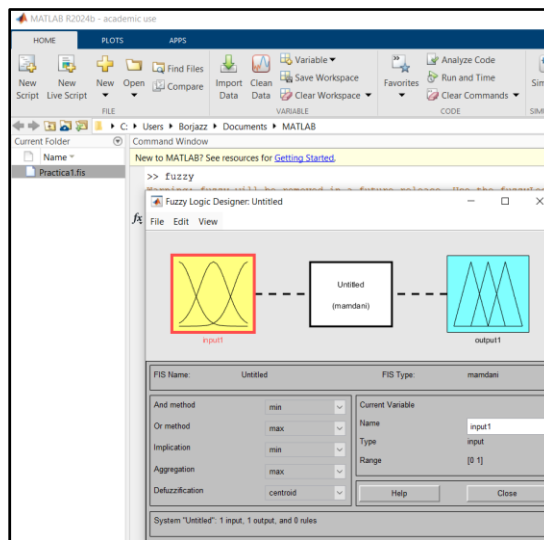 MATLAB R2024b - academic use
HOME PLOTS APPS
New Script
New Live Script
New
Open
Find Files
Compare
FILE
Import Data
Clean Data
Variable
Save Workspace
Clear Workspace
VARIABLE
Favorites
Analyze Code
Run and Time
Clear Commands
CODE
C: Users Borjazz Documents MATLAB
Current Folder
Name
Practica1.fis
Command Window
New to MATLAB? See resources for Getting Started.
>> fuzzy
fx
Fuzzy Logic Designer: Untitled
File Edit View
input1
Untitled
(mamdani)
output1
FIS Name: Untitled FIS Type: mamdani
And method min
Or method max
Implication min
Aggregation max
Defuzzification centroid
Current Variable
Name input1
Type input
Range [0 1]
Help Close
System "Untitled": 1 input, 1 output, and 0 rules